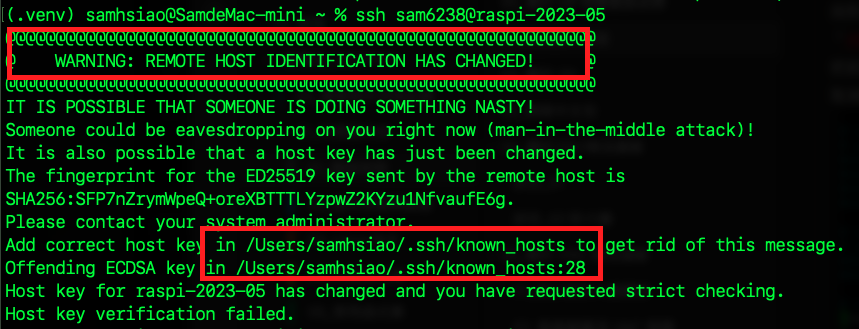 (.venv) samhsiao@SamdeMac-mini ~ % ssh sam6238@raspi-2023-05
@@@@@@@@@@@@@@@@@@@@@@@@@@@@@@@@@@@@@@@@@@@@@@@@@@@@@@@@@@@
@    WARNING: REMOTE HOST IDENTIFICATION HAS CHANGED!     @
@@@@@@@@@@@@@@@@@@@@@@@@@@@@@@@@@@@@@@@@@@@@@@@@@@@@@@@@@@@
IT IS POSSIBLE THAT SOMEONE IS DOING SOMETHING NASTY!
Someone could be eavesdropping on you right now (man-in-the-middle attack)!
It is also possible that a host key has just been changed.
The fingerprint for the ED25519 key sent by the remote host is
SHA256:SFP7nZrymWpeQ+oreXBTTTLYzpwZ2KYzu1NfvaufE6g.
Please contact your system administrator.
Add correct host key in /Users/samhsiao/.ssh/known_hosts to get rid of this message.
Offending ECDSA key in /Users/samhsiao/.ssh/known_hosts:28
Host key for raspi-2023-05 has changed and you have requested strict checking.
Host key verification failed.